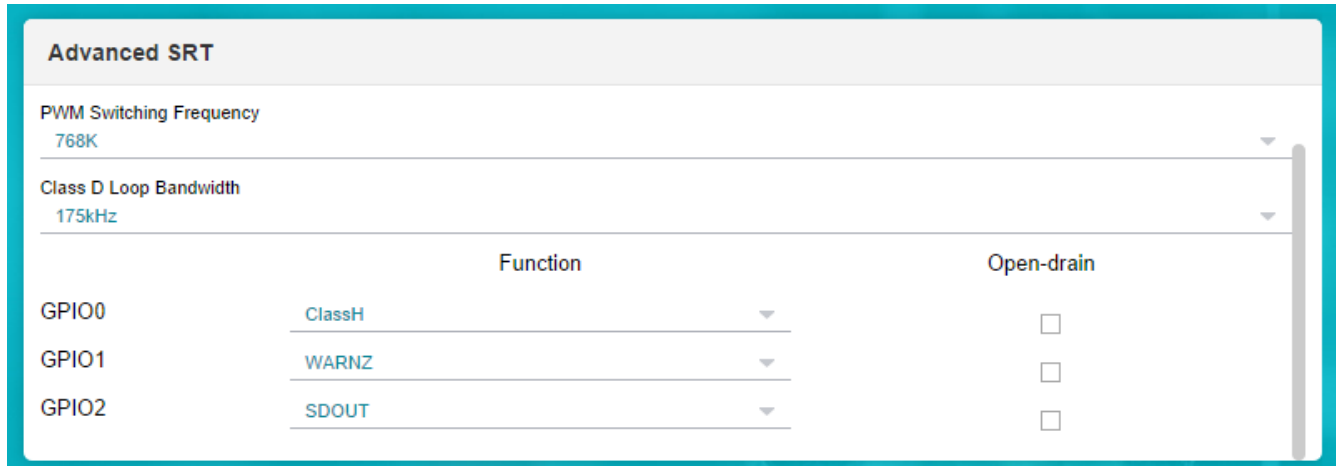 Advanced SRT
PWM Switching Frequency
768K
Class D Loop Bandwidth
175kHz
Function Open-drain
GPIO0 ClassH
GPIO1 WARNZ
GPIO2 SDOUT